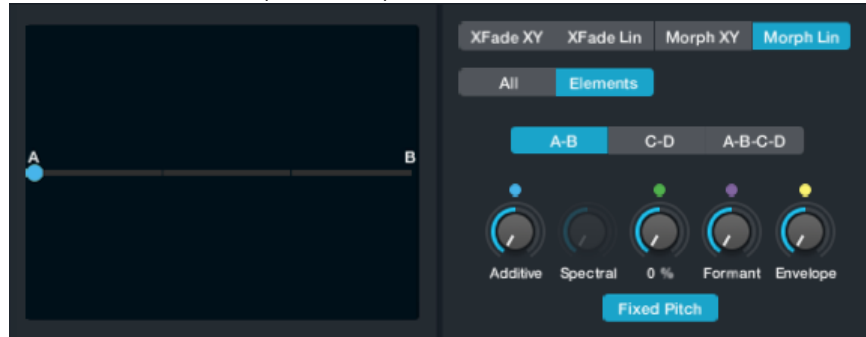 XFade XY XFade Lin Morph XY Morph Lin
All Elements
A-B C-D A-B-C-D
A B
Additive Spectral 0 % Formant Envelope
Fixed Pitch